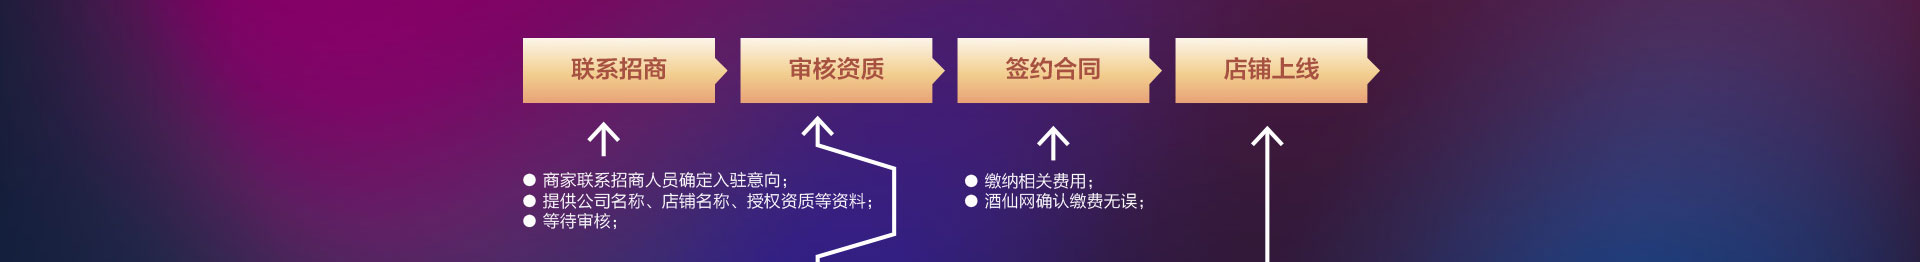 联系招商
审核资质
签约合同
店铺上线
● 商家联系招商人员确定入驻意向；
● 提供公司名称、店铺名称、授权资质等资料；
● 等待审核；
● 缴纳相关费用；
● 酒仙网确认缴费无误；